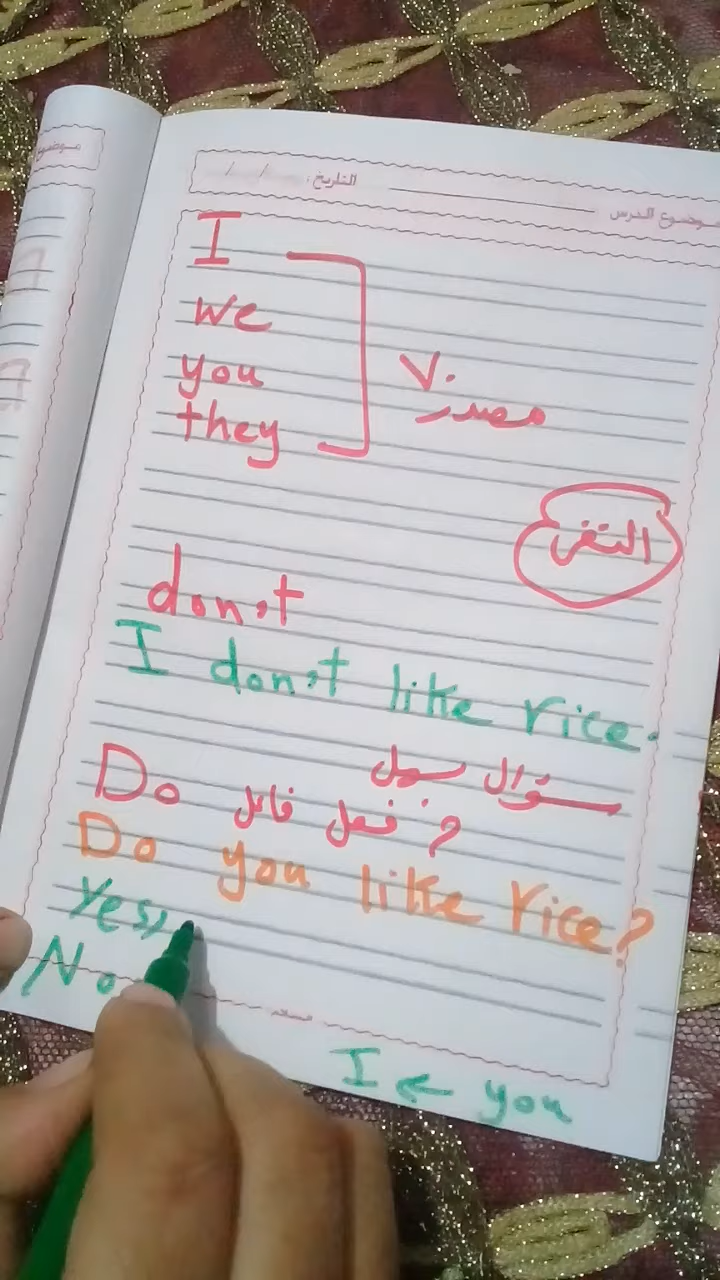 موضوع
موضوع الدرس
التاريخ: / /
I
we
you
they
v.
مصدر
don,t
I don,t like rice.
سؤال سهل
Do فاعل فعل م
Do you like rice?
Yes,
No
I ← you